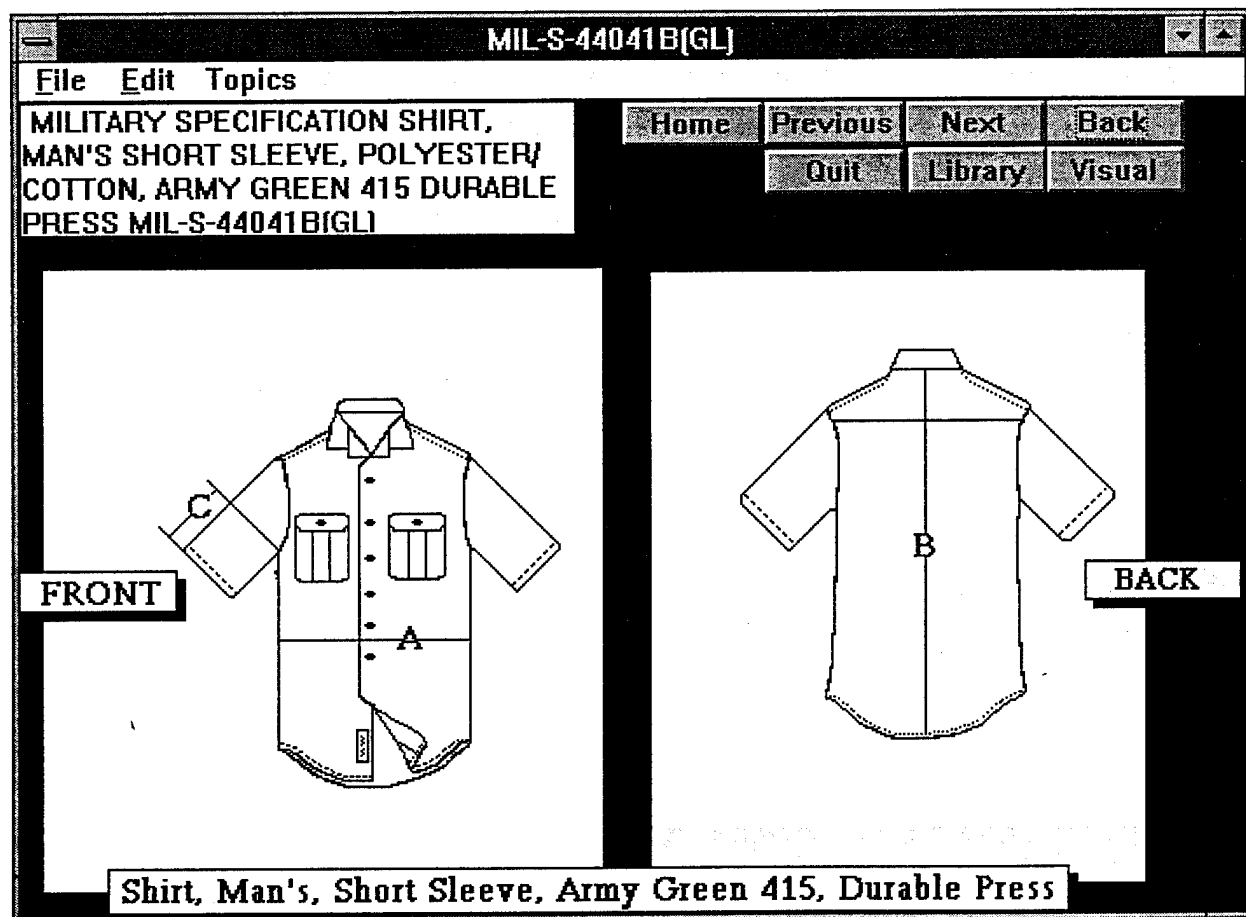 MIL-S-44041B(GL)
File Edit Topics
MILITARY SPECIFICATION SHIRT,
MAN'S SHORT SLEEVE, POLYESTER/
COTTON, ARMY GREEN 415 DURABLE
PRESS MIL-S-44041B(GL)
Home Previous Next Back
Quit Library Visual
C
FRONT
A
B
BACK
Shirt, Man's, Short Sleeve, Army Green 415, Durable Press